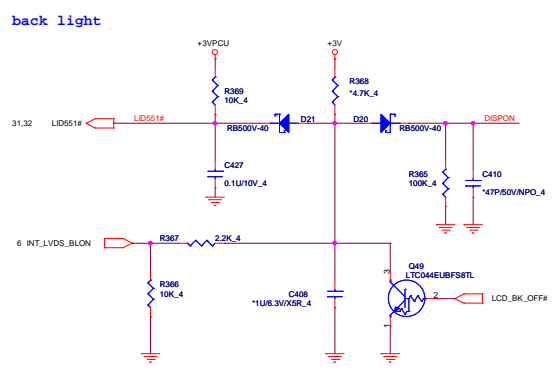 back light
+3VPCU
+3V
R369
10K_4
R368
*4.7K_4
31,32 LID551# LID551#
D21
D20
DISPON
RB500V-40
RB500V-40
C427
0.1U/10V_4
R365
100K_4
C410
*47P/50V/NPO_4
6 INT_LVDS_BLON
R367
2.2K_4
Q49
LTC044EUBFS8TL
3
R366
10K_4
C408
*1U/6.3V/X5R_4
2
LCD_BK_OFF#
1